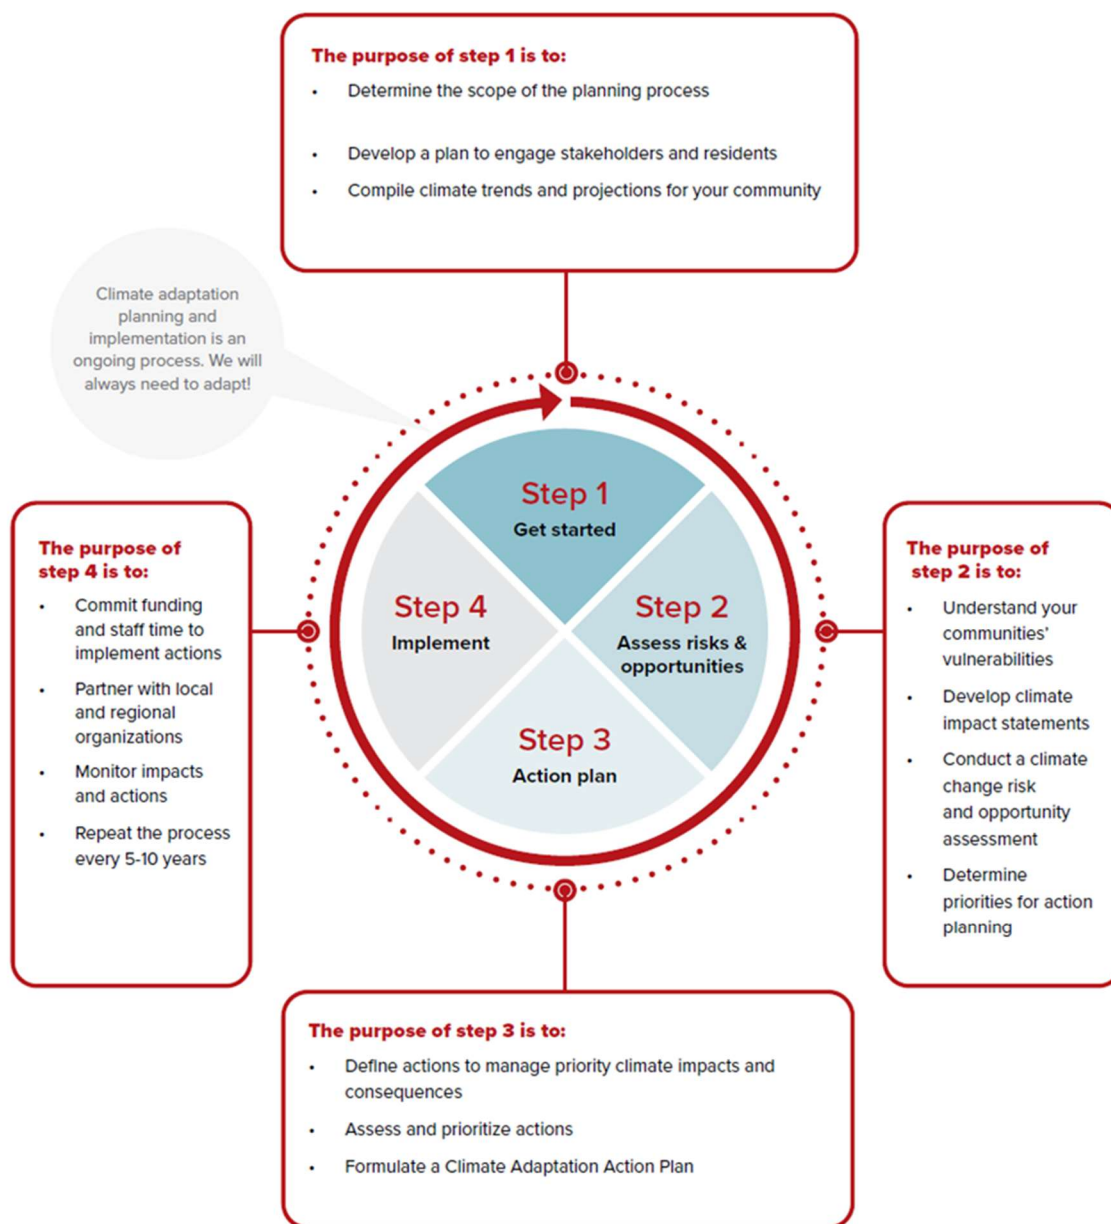 The purpose of step 1 is to:
• Determine the scope of the planning process
• Develop a plan to engage stakeholders and residents
• Compile climate trends and projections for your community
Climate adaptation
planning and
implementation is an
ongoing process. We will
always need to adapt!
Step 1
Get started
Step 2
Assess risks &
opportunities
Step 3
Action plan
Step 4
Implement
The purpose of
step 4 is to:
• Commit funding
and staff time to
implement actions
• Partner with local
and regional
organizations
• Monitor impacts
and actions
• Repeat the process
every 5-10 years
The purpose of
step 2 is to:
• Understand your
communities’
vulnerabilities
• Develop climate
impact statements
• Conduct a climate
change risk
and opportunity
assessment
• Determine
priorities for action
planning
The purpose of step 3 is to:
• Define actions to manage priority climate impacts and
consequences
• Assess and prioritize actions
• Formulate a Climate Adaptation Action Plan